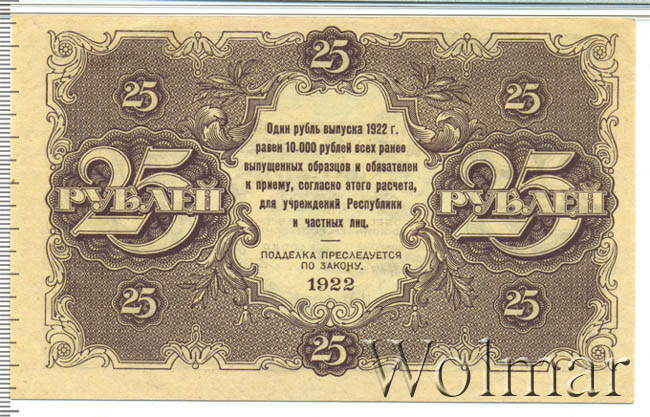 25
25
25
25
РУБЛЕЙ
Один рубль выпуска 1922 г.
равен 10.000 рублей всех ранее
выпущенных образцов и обязателен
к приему, согласно этого расчета,
для учреждений Республики
и частных лиц.
ПОДДЕЛКА ПРЕСЛЕДУЕТСЯ
ПО ЗАКОНУ.
1922
25
РУБЛЕЙ
25
25
25
Wolmar